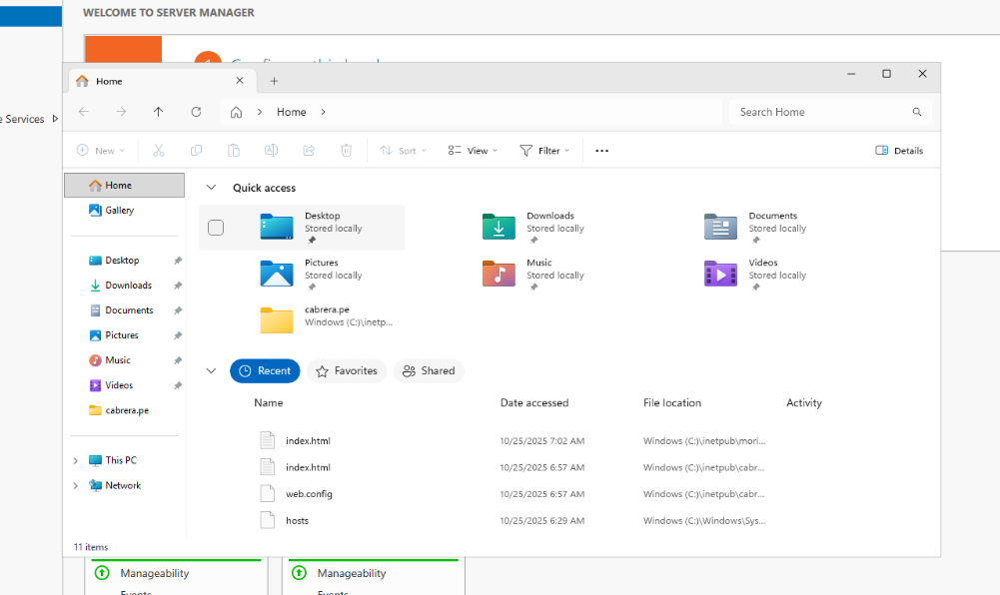 WELCOME TO SERVER MANAGER
1
Home
Services
Home
Search Home
New
Sort
View
Filter
Details
Home
Gallery
Desktop
Downloads
Documents
Pictures
Music
Videos
cabrera.pe
This PC
Network
Quick access
Desktop
Stored locally
Downloads
Stored locally
Documents
Stored locally
Pictures
Stored locally
Music
Stored locally
Videos
Stored locally
cabrera.pe
Windows (C:)\inetp...
Recent
Favorites
Shared
Name Date accessed File location Activity
index.html 10/25/2025 7:02 AM Windows (C:)\inetpub\mori...
index.html 10/25/2025 6:57 AM Windows (C:)\inetpub\cabr...
web.config 10/25/2025 6:57 AM Windows (C:)\inetpub\cabr...
hosts 10/25/2025 6:29 AM Windows (C:)\Windows\Sys...
11 items
Manageability
Events
Manageability
Events